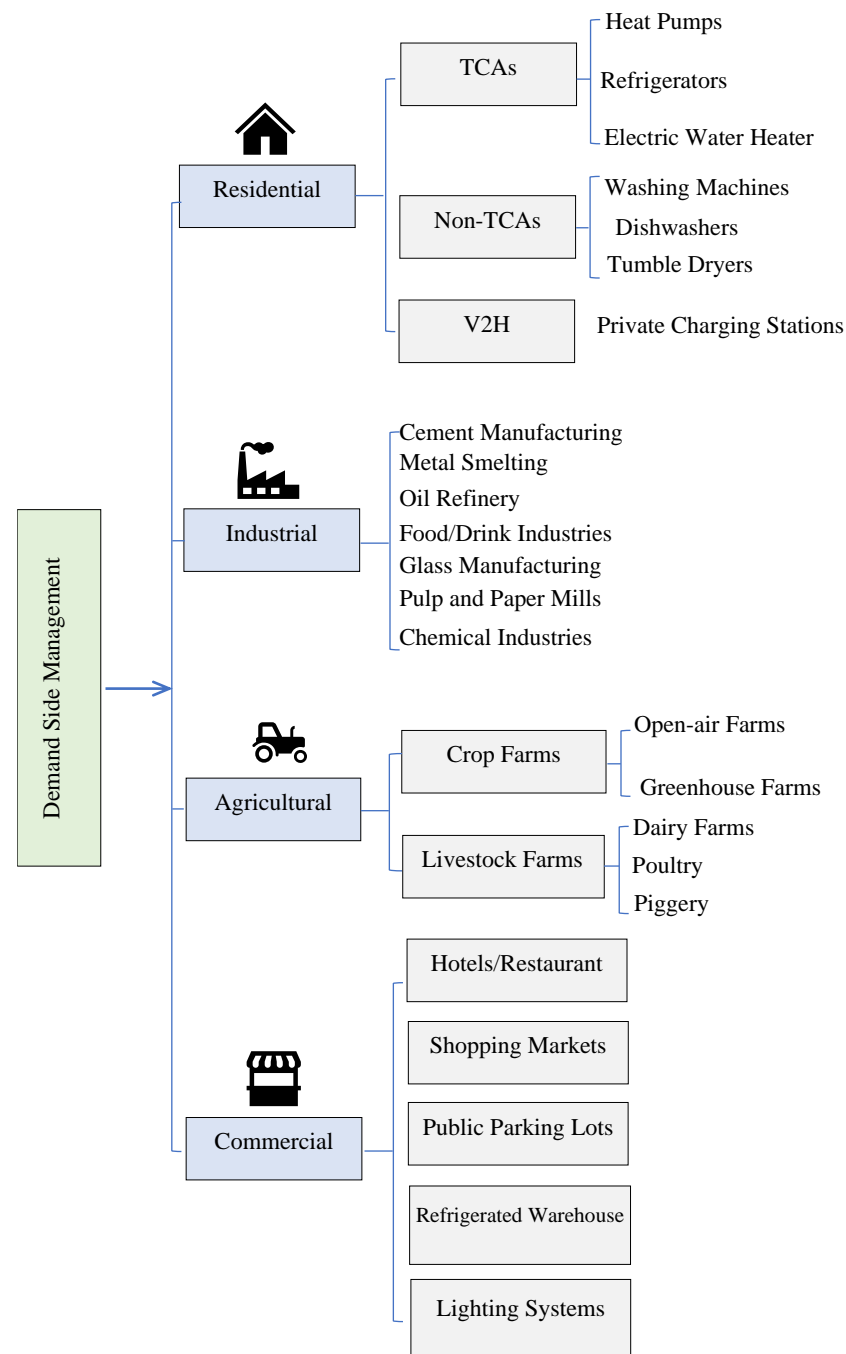 Heat Pumps
TCAs
Refrigerators
Electric Water Heater
Residential
Washing Machines
Non-TCAs
Dishwashers
Tumble Dryers
V2H
Private Charging Stations
Demand Side Management
Industrial
Cement Manufacturing
Metal Smelting
Oil Refinery
Food/Drink Industries
Glass Manufacturing
Pulp and Paper Mills
Chemical Industries
Agricultural
Crop Farms
Open-air Farms
Greenhouse Farms
Livestock Farms
Dairy Farms
Poultry
Piggery
Commercial
Hotels/Restaurant
Shopping Markets
Public Parking Lots
Refrigerated Warehouse
Lighting Systems